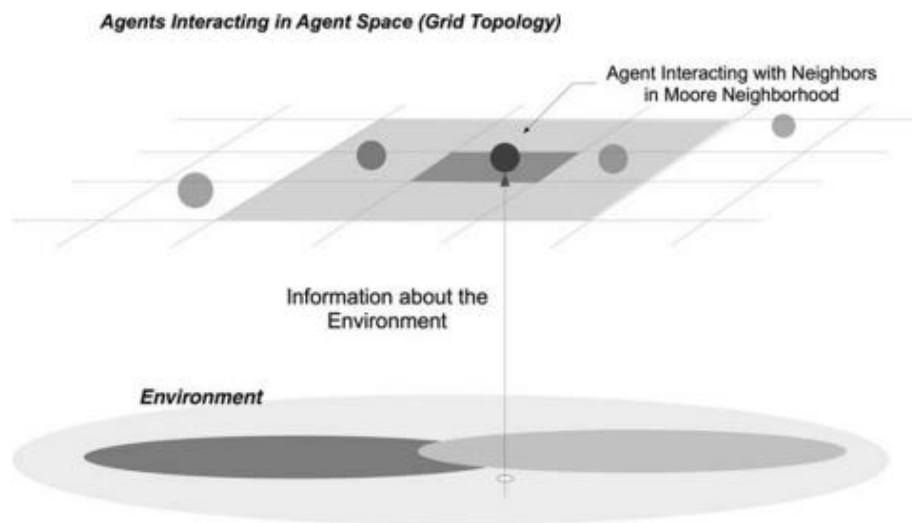 Agents Interacting in Agent Space (Grid Topology)
Agent Interacting with Neighbors
in Moore Neighborhood
Information about the
Environment
Environment